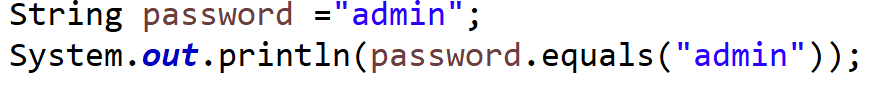 String password ="admin";
System.out.println(password.equals("admin"));